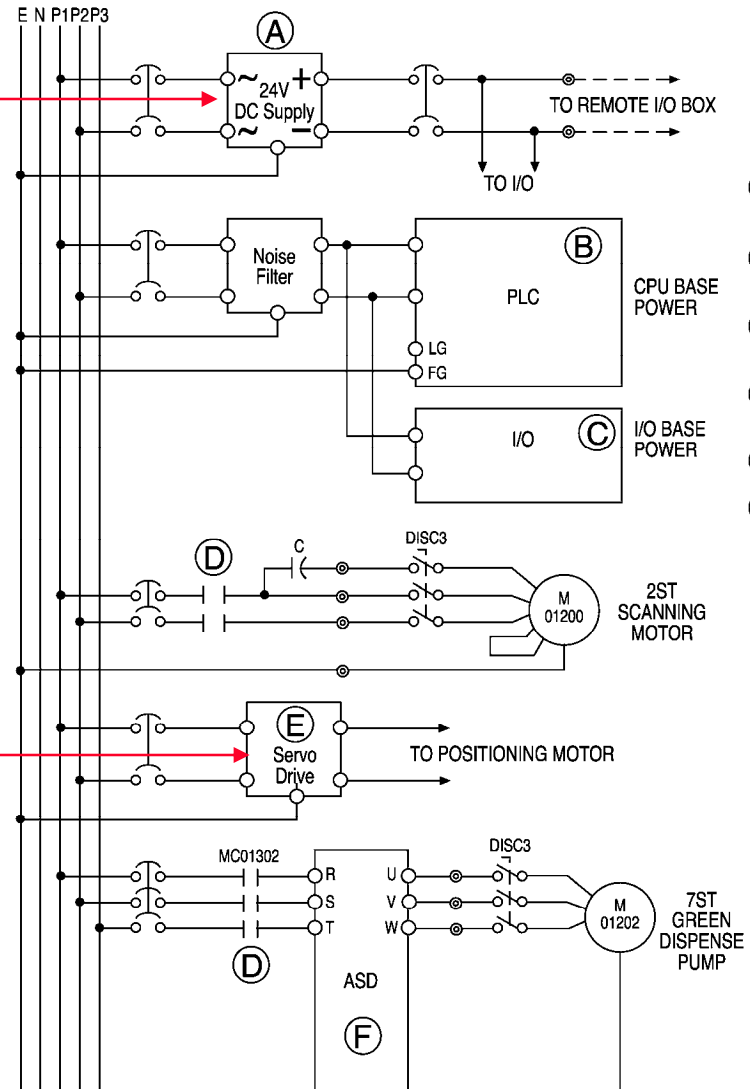 E N P1P2P3
A
~ +
24V
DC Supply
~ −
TO REMOTE I/O BOX
TO I/O
Noise
Filter
B
PLC
CPU BASE
POWER
LG
FG
I/O
C
I/O BASE
POWER
D
C
DISC3
M
01200
2ST
SCANNING
MOTOR
E
Servo
Drive
TO POSITIONING MOTOR
MC01302
DISC3
R
U
S
V
T
W
M
01202
7ST
GREEN
DISPENSE
PUMP
D
ASD
F